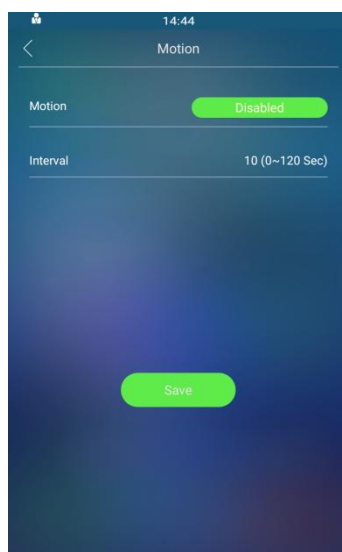 14:44
Motion
Motion Disabled
Interval 10 (0~120 Sec)
Save